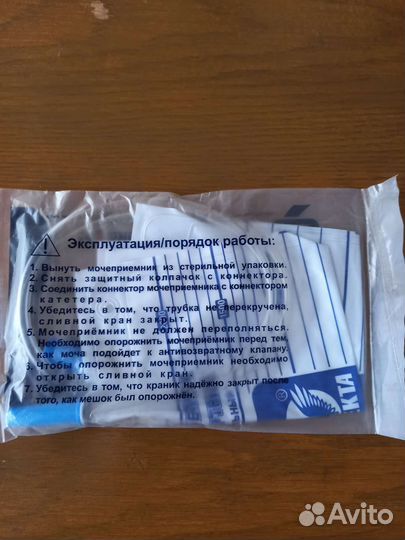 Эксплуатация/порядок работы:
1. Вынуть мочеприемник из стерильной упаковки.
2. Снять защитный колпачок с коннектора.
3. Соединить коннектор мочеприемника с коннектором
катетера.
4. Убедитесь в том, что трубка не перекручена,
сливной кран закрыт.
5. Мочеприёмник не должен переполняться.
Необходимо опорожнить мочеприёмник перед тем,
как моча подойдет к антивозвратному клапану.
6. Чтобы опорожнить мочеприемник необходимо
открыть сливной кран.
7. Убедитесь в том, что краник надёжно закрыт после
того, как мешок был опорожнён.
КТА
®
Avito